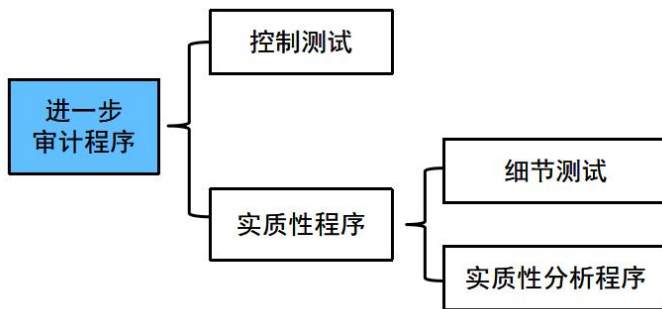 控制测试
进一步
审计程序
细节测试
实质性程序
实质性分析程序